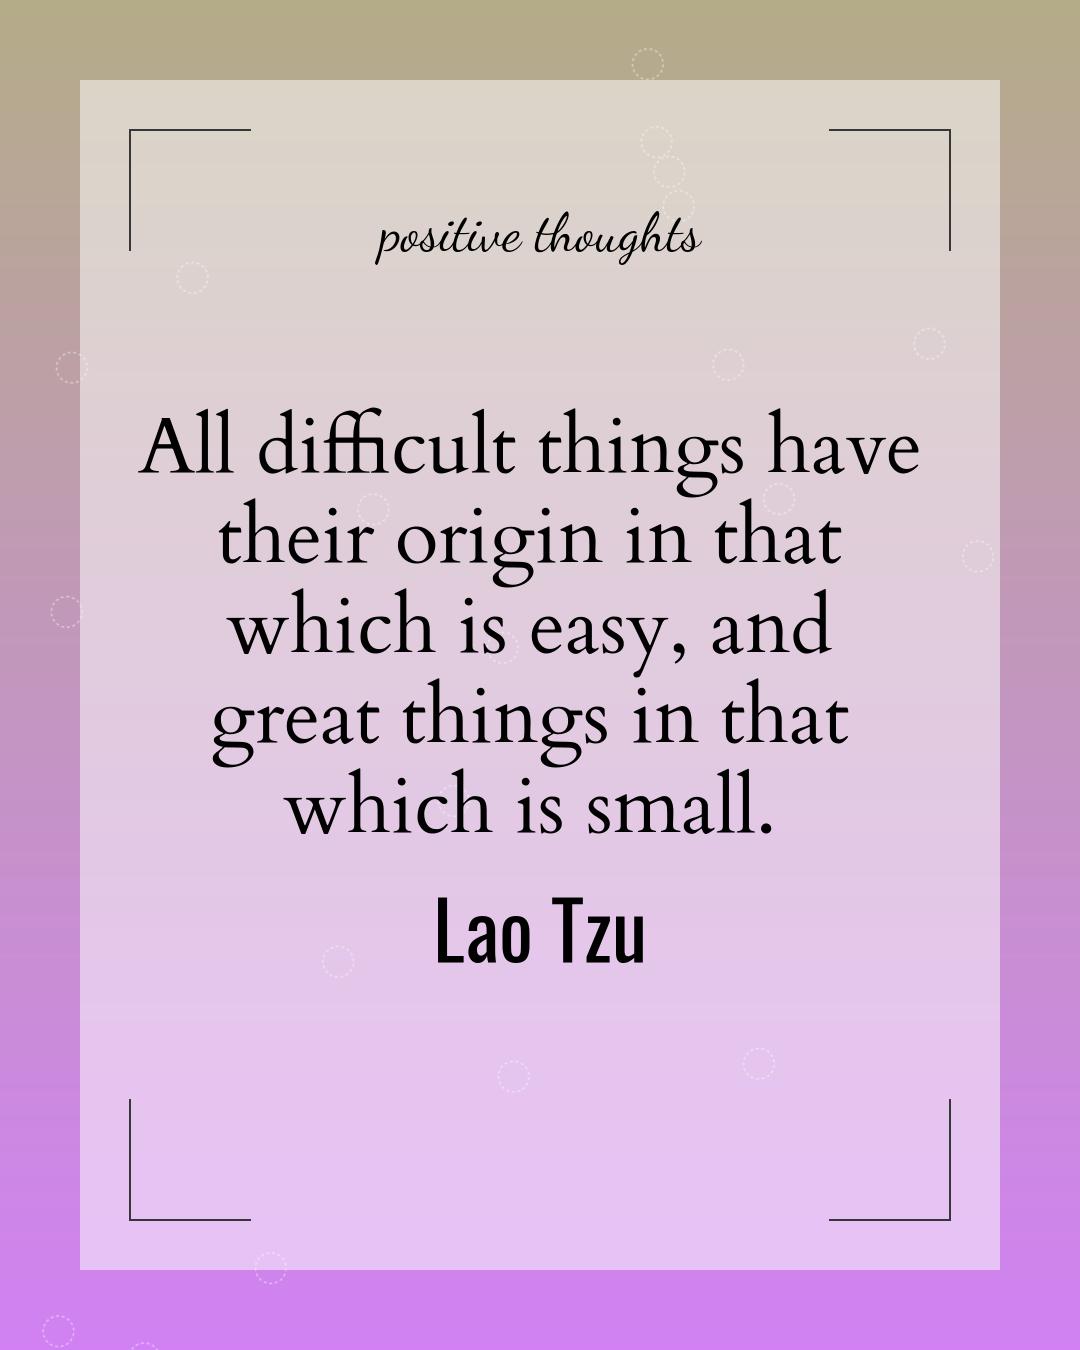 positive thoughts
All difficult things have
their origin in that
which is easy, and
great things in that
which is small.
Lao Tzu